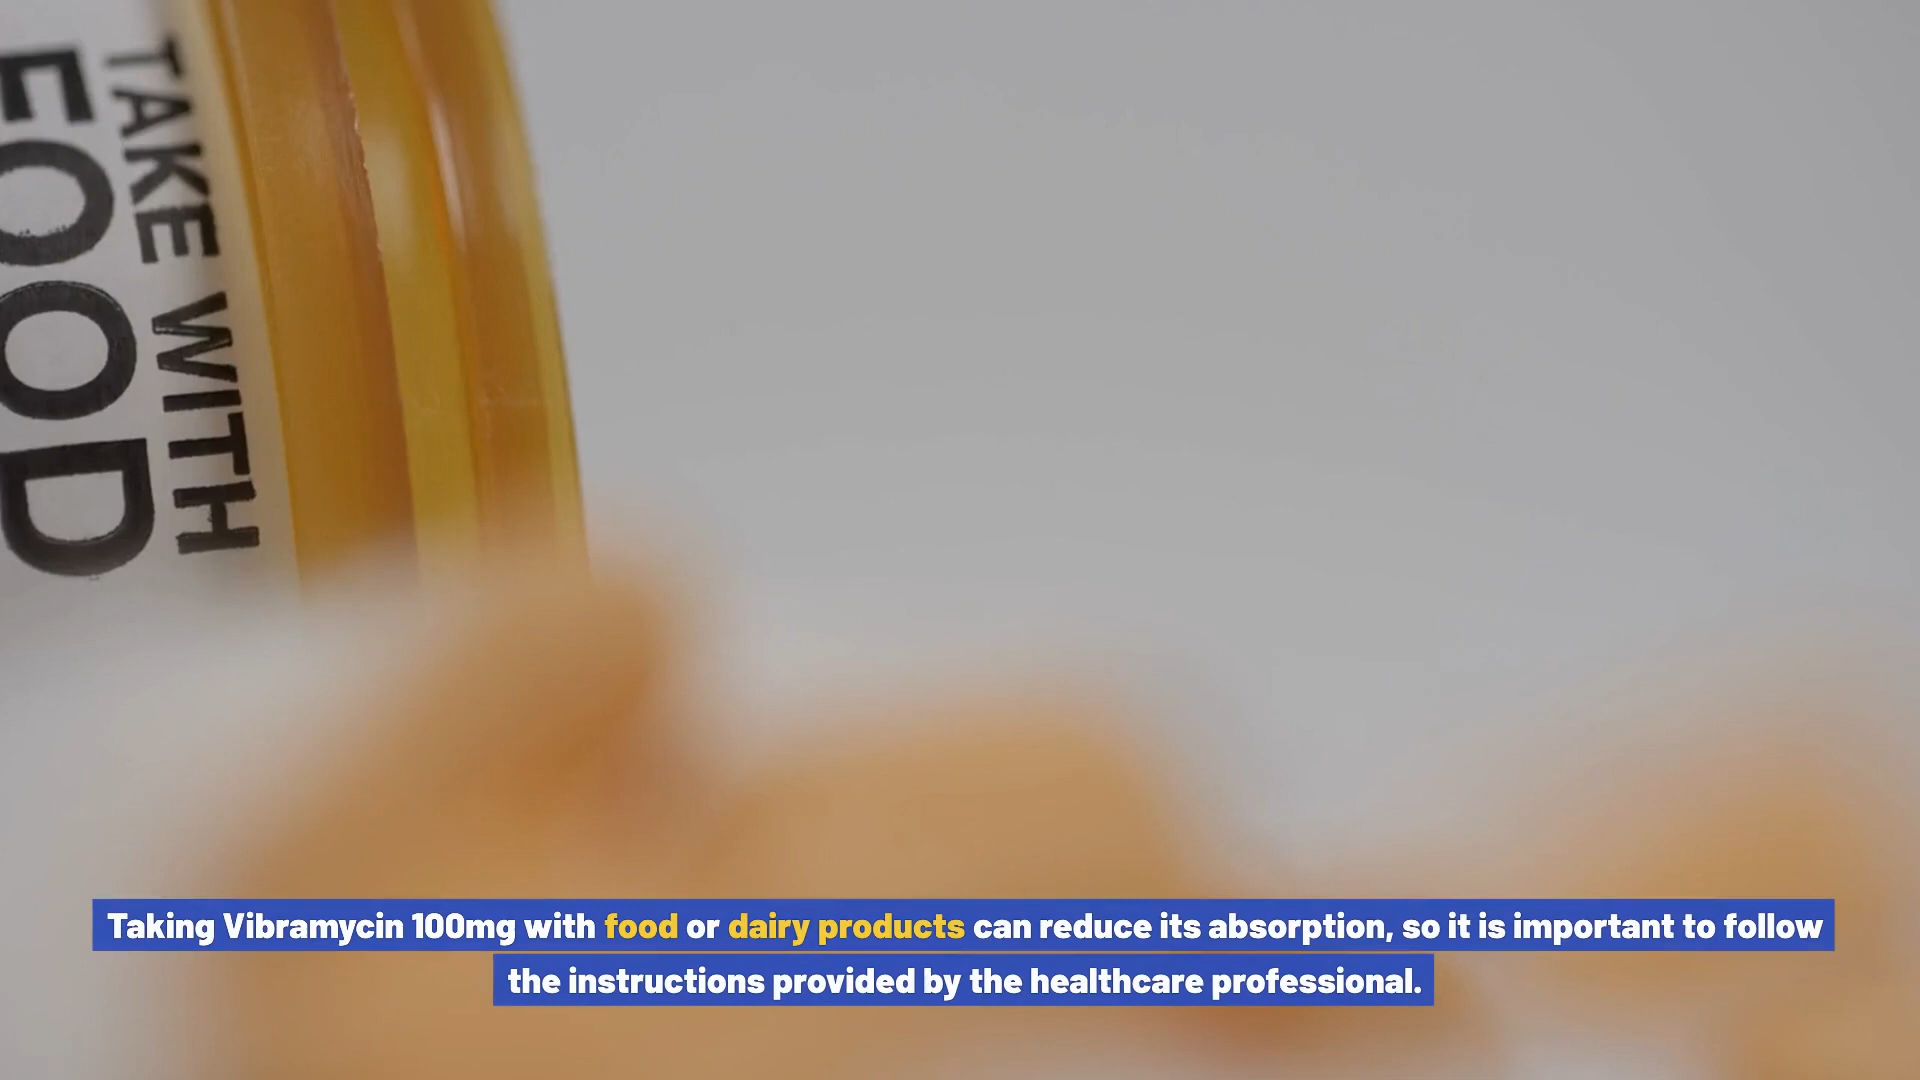 TAKE WITH
FOOD
Taking Vibramycin 100mg with food or dairy products can reduce its absorption, so it is important to follow
the instructions provided by the healthcare professional.